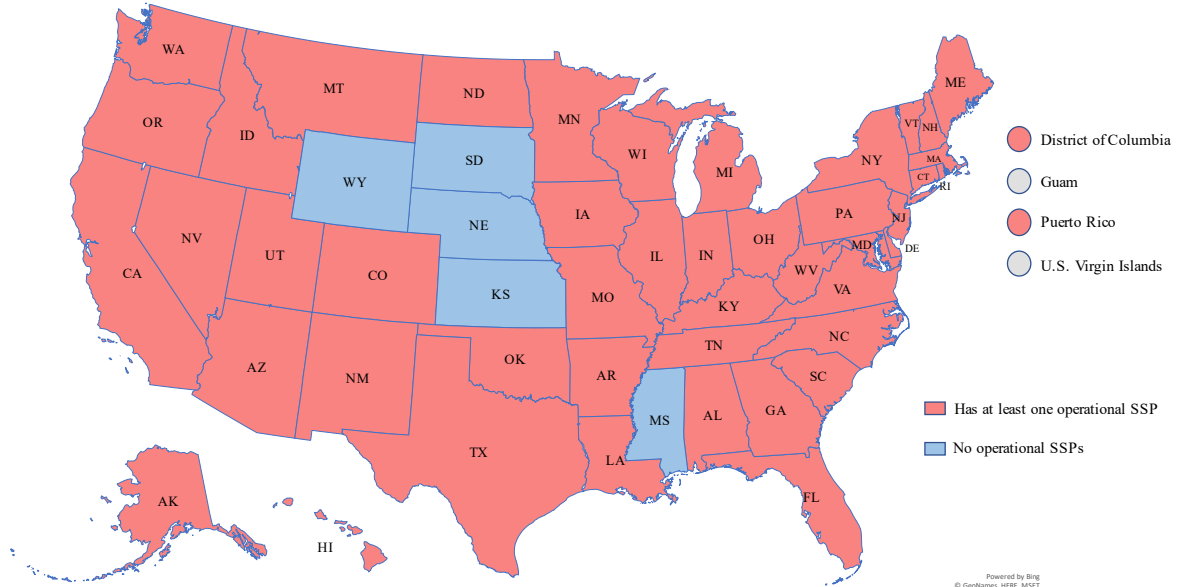 WA
MT
ND
MN
ME
OR
ID
SD
WI
MI
VT
NH
NY
MA
CT
RI
WY
NE
IA
PA
NJ
NV
UT
CO
IL
IN
OH
MD
DE
CA
KS
MO
WV
VA
KY
AZ
NM
OK
AR
TN
NC
SC
MS
AL
GA
TX
LA
FL
AK
HI
District of Columbia
Guam
Puerto Rico
U.S. Virgin Islands
Has at least one operational SSP
No operational SSPs
Powered by Bing
© GeoNames, HERE, MSFT